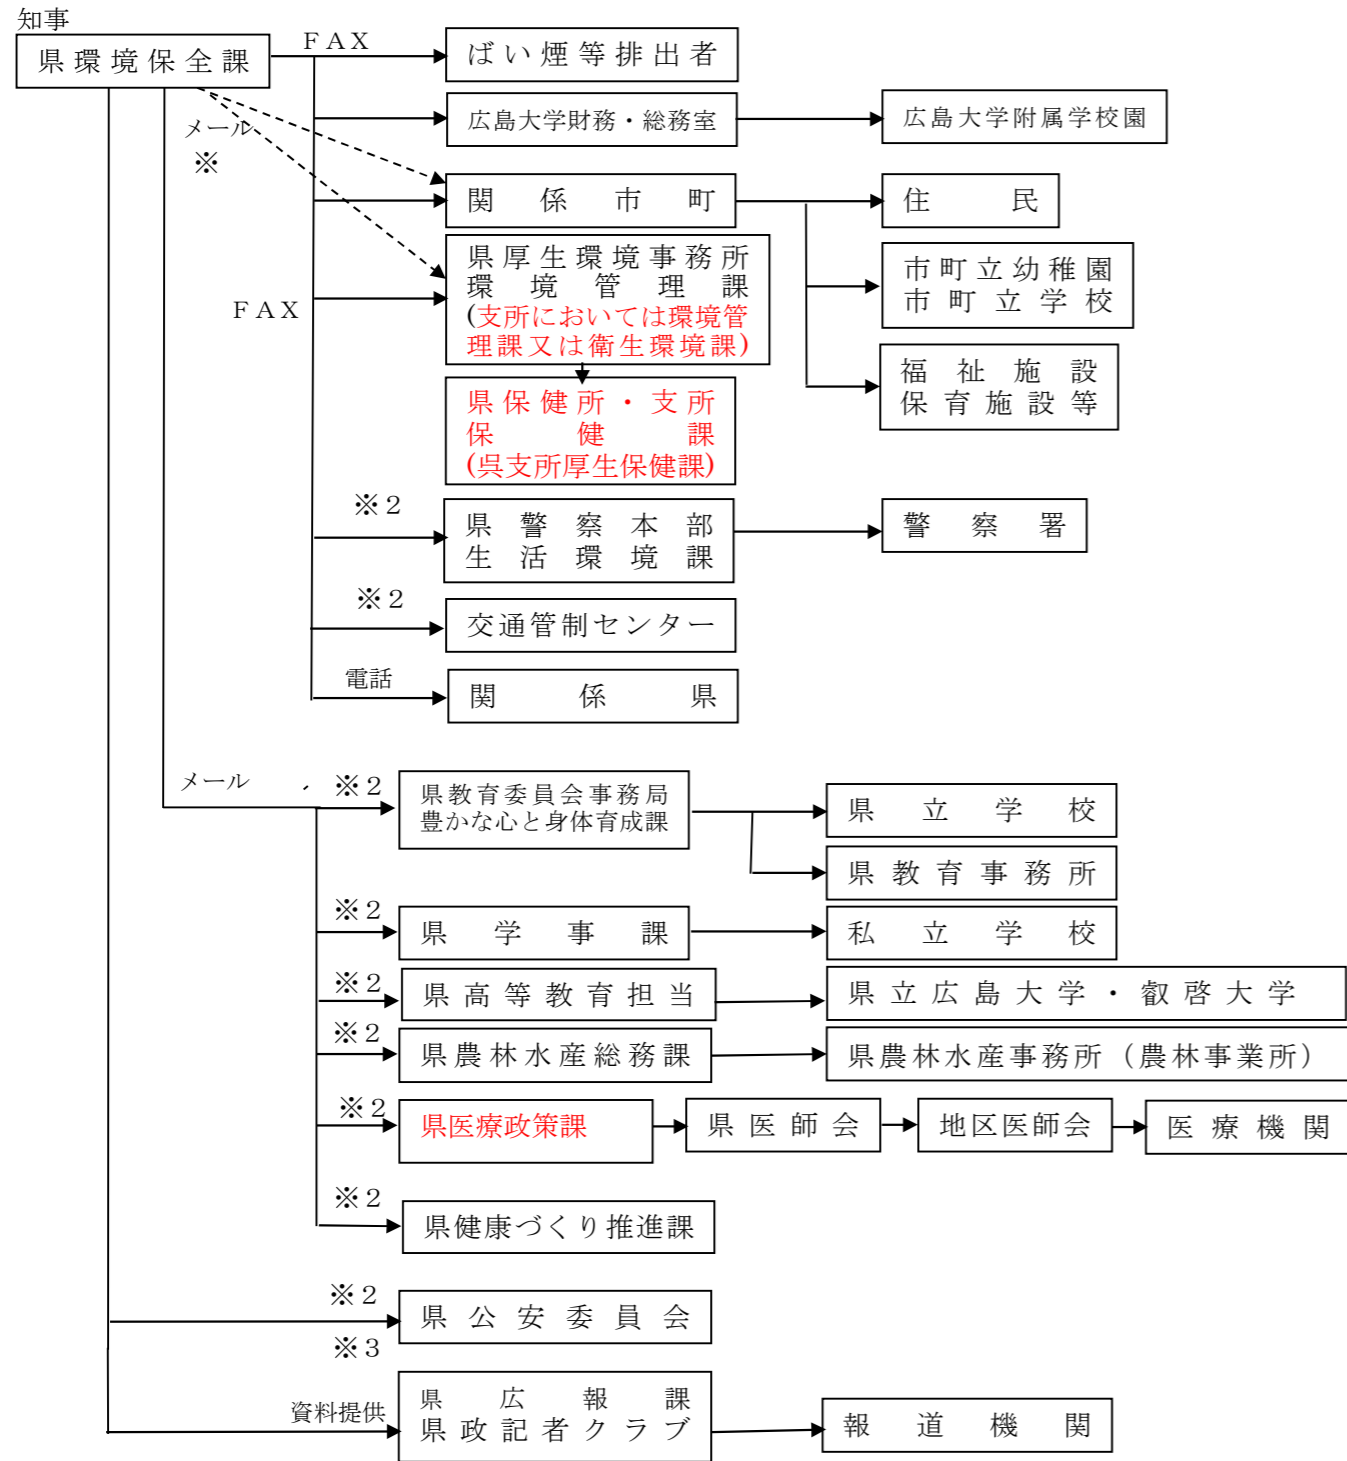 知事
県環境保全課
FAX
ばい煙等排出者
メール
※
広島大学財務・総務室
広島大学附属学校園
関係市町
住民
市町立幼稚園
市町立学校
福祉施設
保育施設等
FAX
県厚生環境事務所
環境管理課
(支所においては環境管
理課又は衛生環境課)
県保健所・支所
保健課
(呉支所厚生保健課)
※2
県警察本部
生活環境課
警察署
※2
交通管制センター
電話
関係県
メール
※2
県教育委員会事務局
豊かな心と身体育成課
県立学校
県教育事務所
※2
県学事課
私立学校
※2
県高等教育担当
県立広島大学・叡啓大学
※2
県農林水産総務課
県農林水産事務所(農林事業所)
※2
県医療政策課
県医師会
地区医師会
医療機関
※2
県健康づくり推進課
※2
県公安委員会
※3
資料提供
県広報課
県政記者クラブ
報道機関